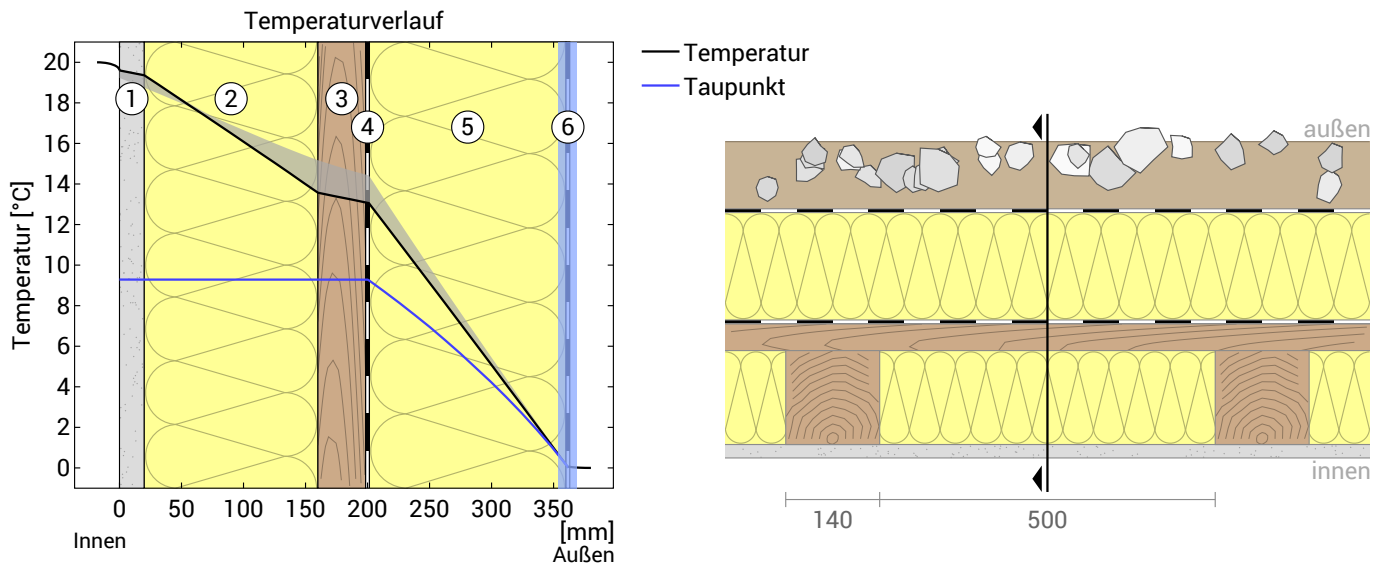 Temperaturverlauf
Temperatur [°C]
20
18
16
14
12
10
8
6
4
2
0
1
2
3
4
5
6
0 50 100 150 200 250 300 350
[mm]
Innen
Außen
Temperatur
Taupunkt
außen
innen
140 500